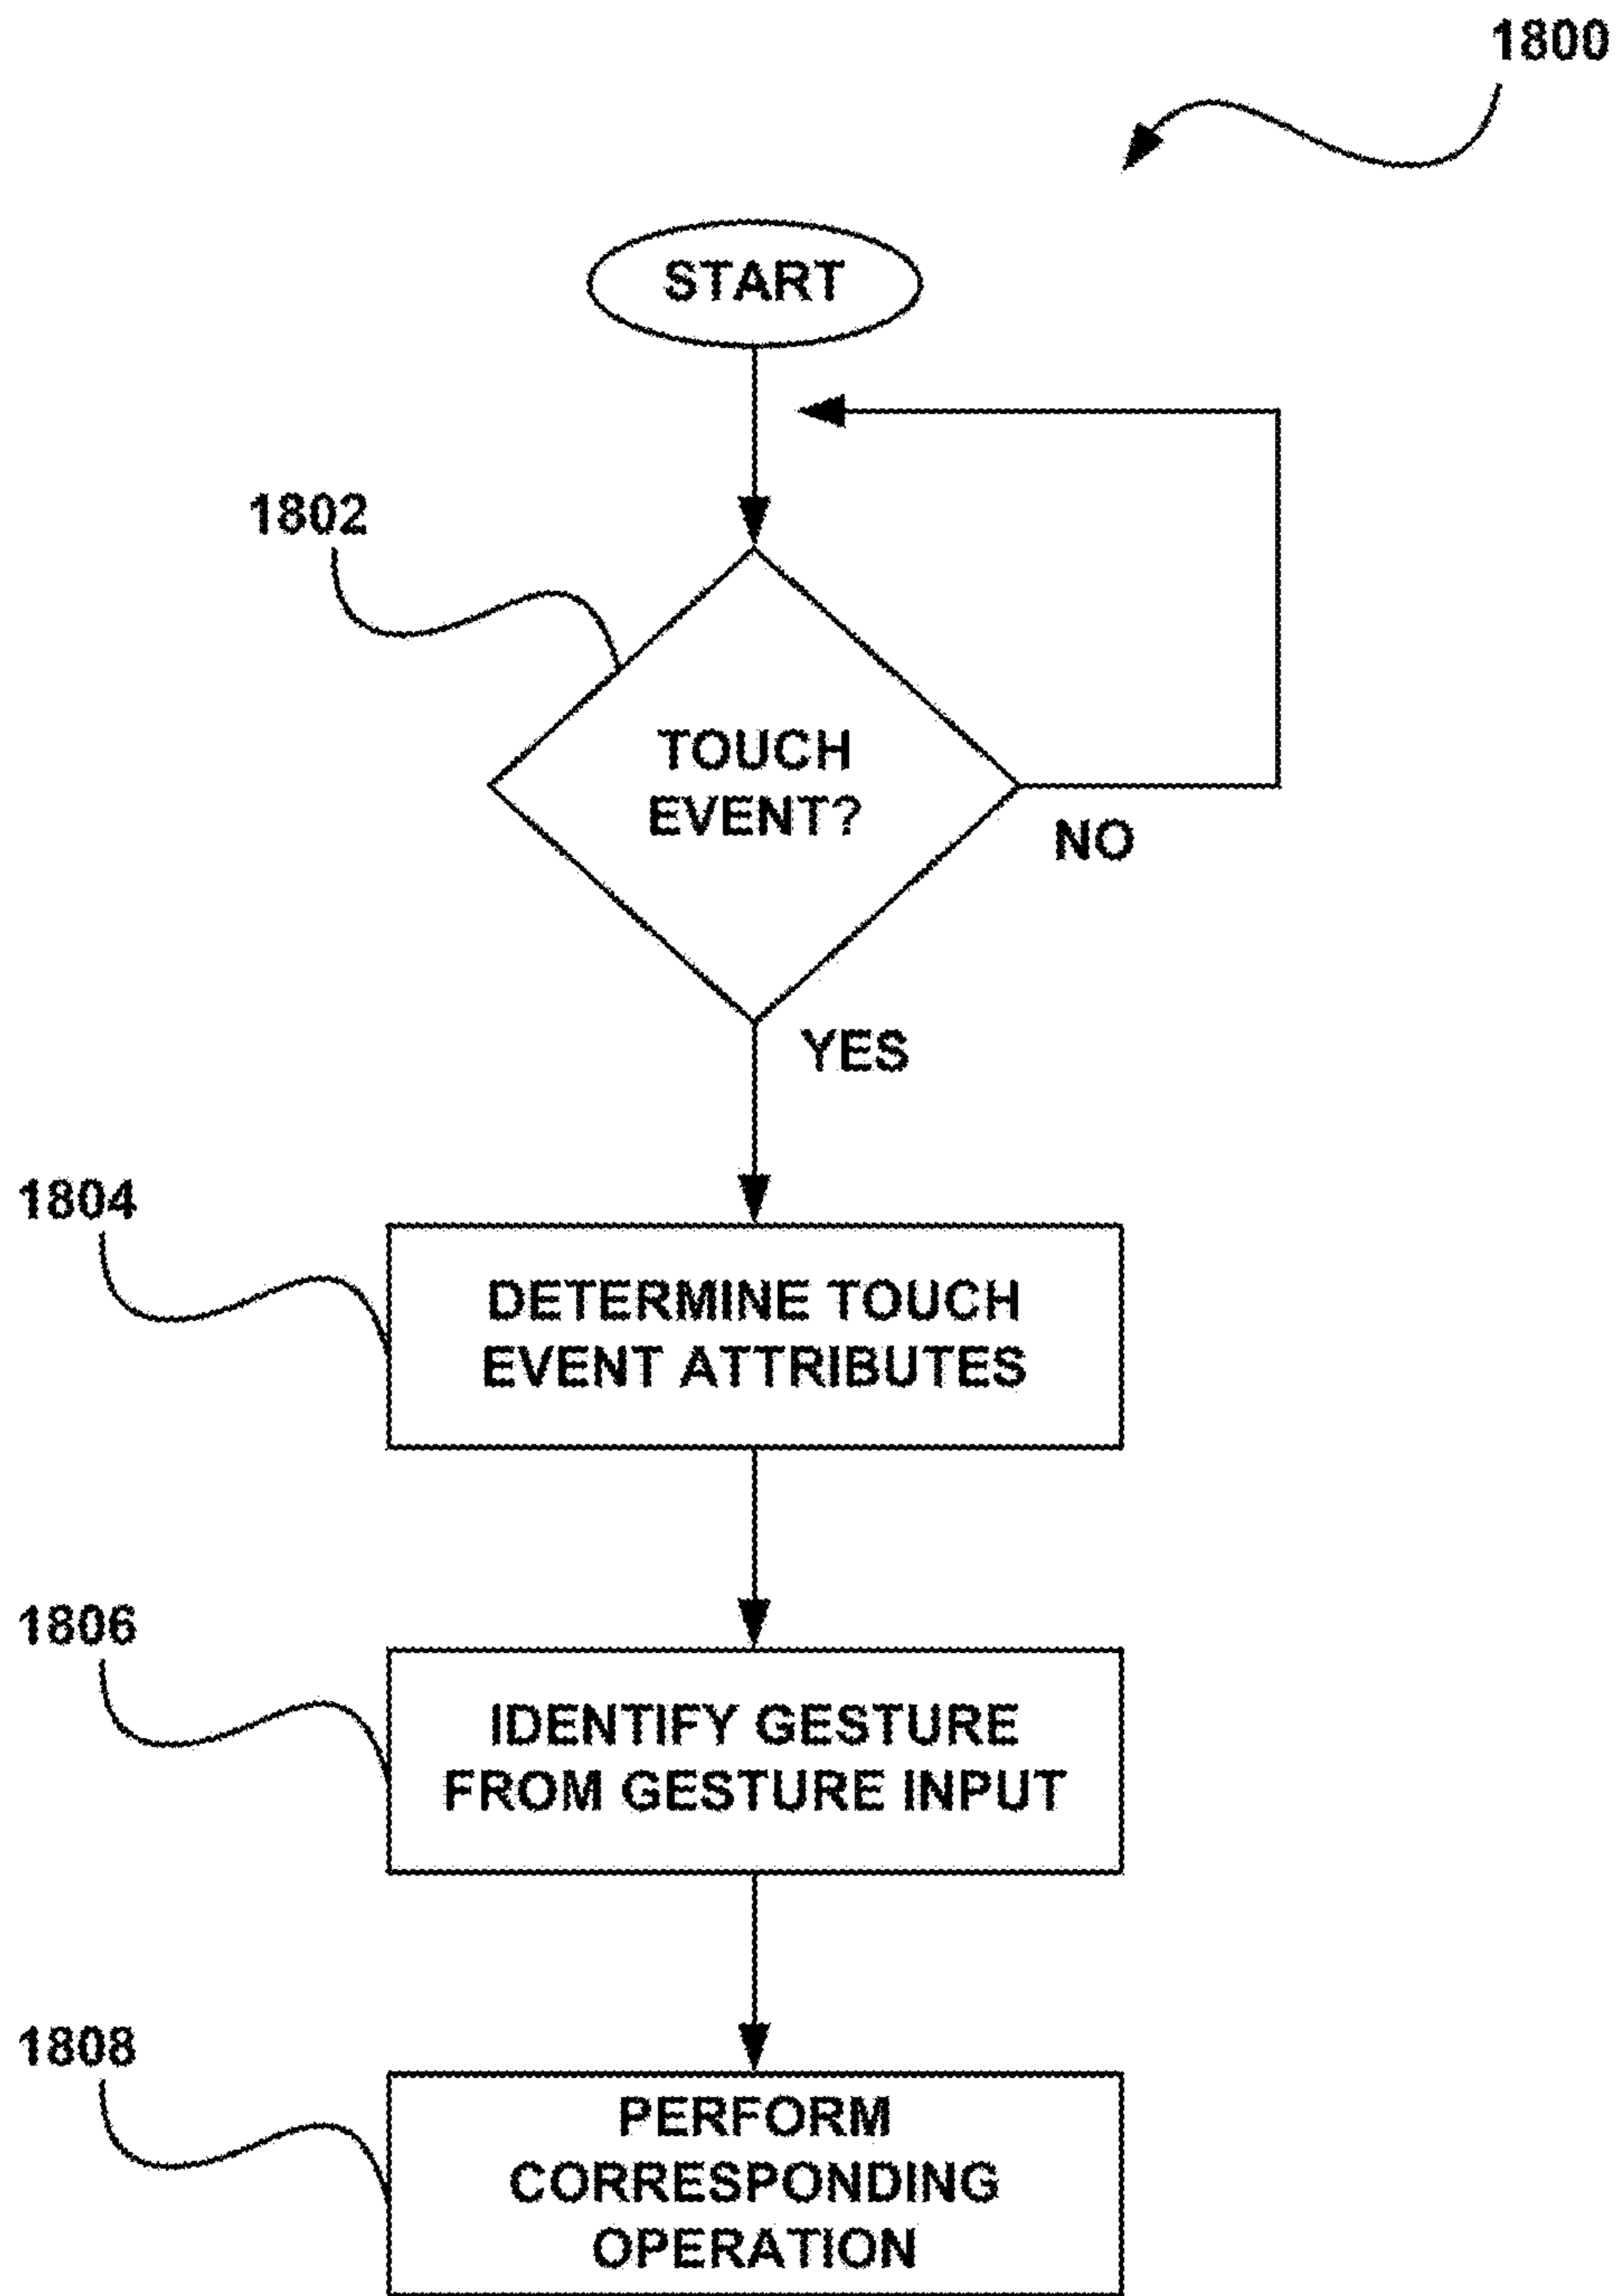 1800
START
1802
TOUCH
EVENT?
NO
YES
1804
DETERMINE TOUCH
EVENT ATTRIBUTES
1806
IDENTIFY GESTURE
FROM GESTURE INPUT
1808
PERFORM
CORRESPONDING
OPERATION